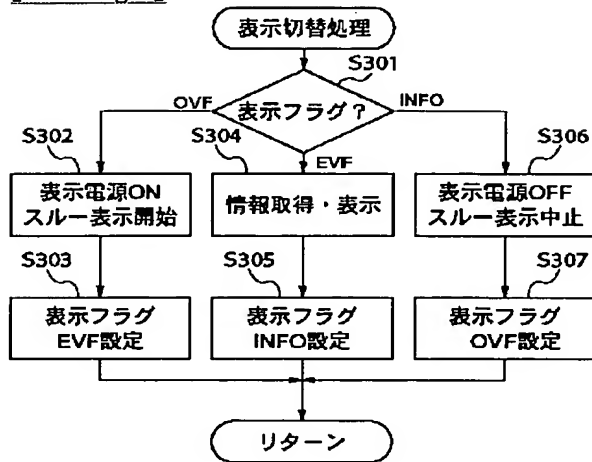 表示切替処理
S301
表示フラグ?
OVF
INFO
EVF
S302
S304
S306
表示電源ON
スルー表示開始
情報取得・表示
表示電源OFF
スルー表示中止
S303
S305
S307
表示フラグ
EVF設定
表示フラグ
INFO設定
表示フラグ
OVF設定
リターン